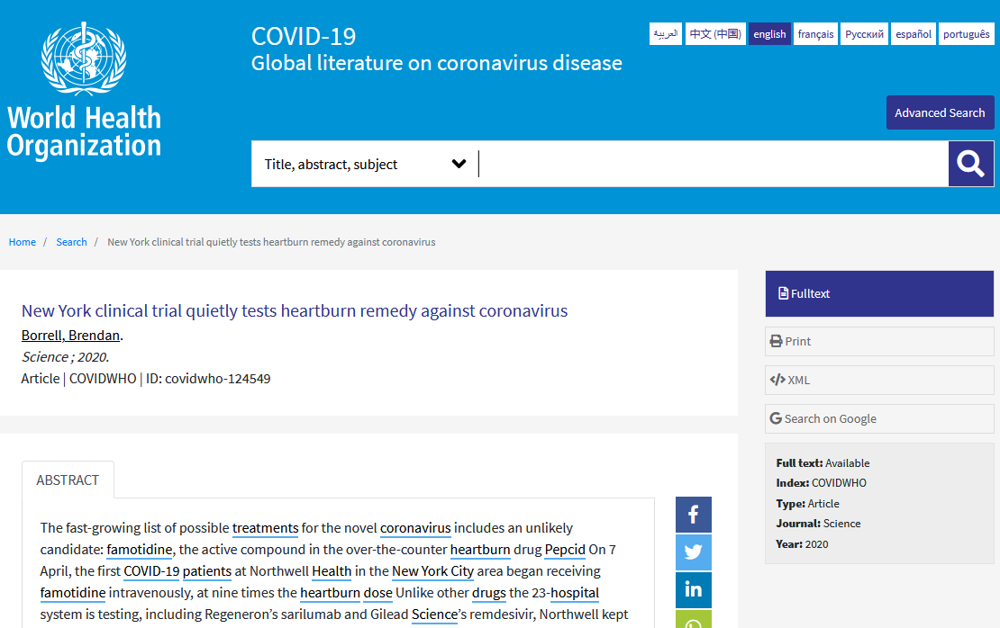 COVID-19
Global literature on coronavirus disease
العربية
中文 (中国)
english
français
Русский
español
português
World Health
Organization
Advanced Search
Title, abstract, subject
Home / Search / New York clinical trial quietly tests heartburn remedy against coronavirus
New York clinical trial quietly tests heartburn remedy against coronavirus
Borrell, Brendan.
Science ; 2020.
Article | COVIDWHO | ID: covidwho-124549
Fulltext
Print
XML
Search on Google
Full text: Available
Index: COVIDWHO
Type: Article
Journal: Science
Year: 2020
ABSTRACT
The fast-growing list of possible treatments for the novel coronavirus includes an unlikely
candidate: famotidine, the active compound in the over-the-counter heartburn drug Pepcid On 7
April, the first COVID-19 patients at Northwell Health in the New York City area began receiving
famotidine intravenously, at nine times the heartburn dose Unlike other drugs the 23-hospital
system is testing, including Regeneron’s sarilumab and Gilead Science’s remdesivir, Northwell kept